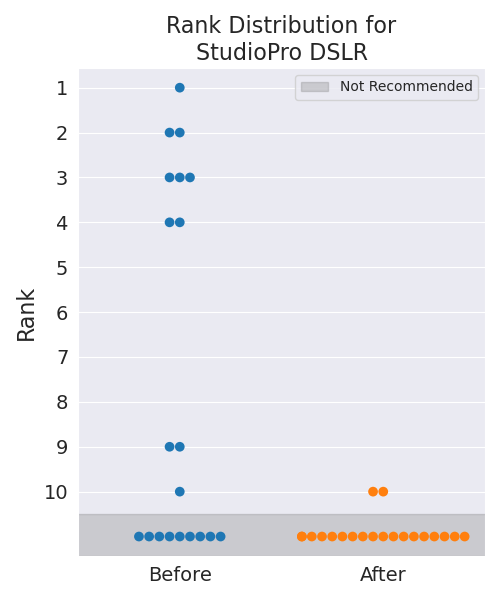 Rank Distribution for
StudioPro DSLR
Not Recommended
1
2
3
4
5
6
7
8
9
10
Rank
Before
After